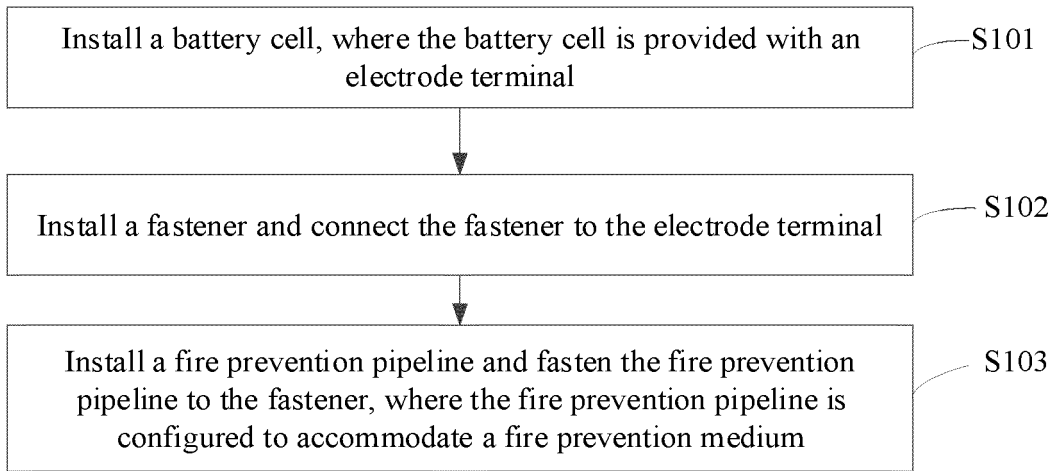 Install a battery cell, where the battery cell is provided with an
electrode terminal
S101
Install a fastener and connect the fastener to the electrode terminal
S102
Install a fire prevention pipeline and fasten the fire prevention
pipeline to the fastener, where the fire prevention pipeline is
configured to accommodate a fire prevention medium
S103